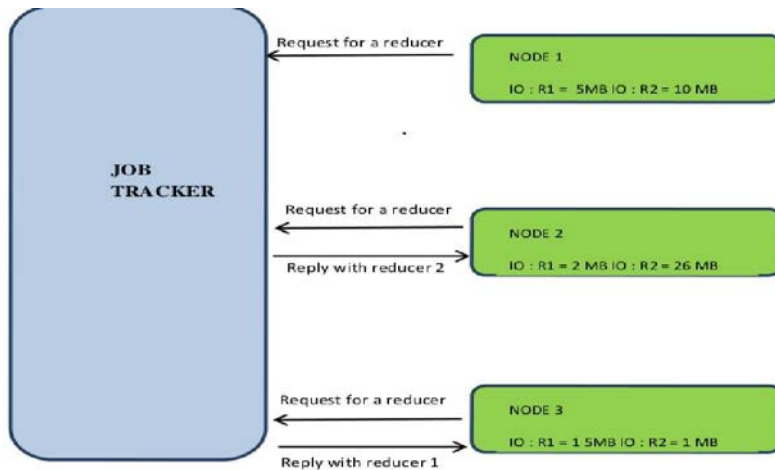 Request for a reducer
NODE 1
IO : R1 = 5MB IO : R2 = 10 MB
JOB
TRACKER
Request for a reducer
NODE 2
Reply with reducer 2
IO : R1 = 2 MB IO : R2 = 26 MB
Request for a reducer
NODE 3
IO : R1 = 1 5MB IO : R2 = 1 MB
Reply with reducer 1